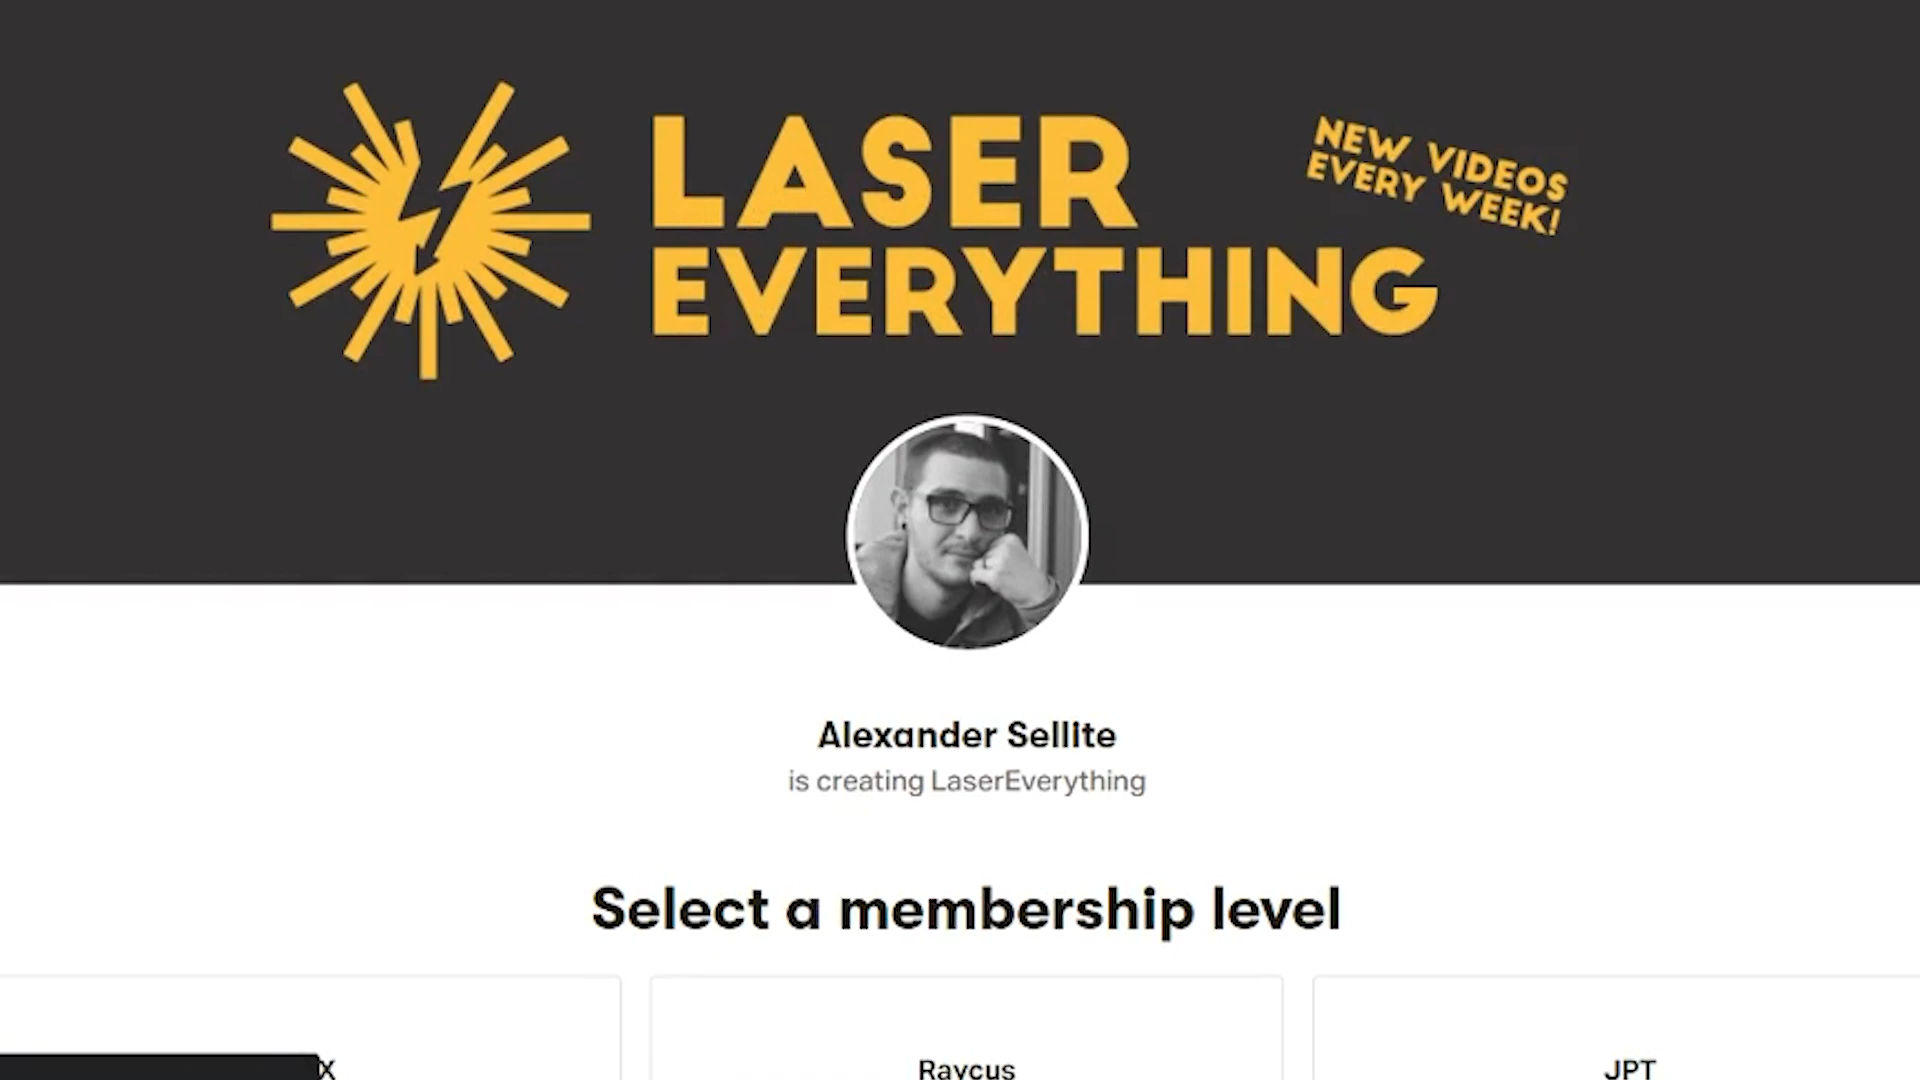 LASER
EVERYTHING
NEW VIDEOS
EVERY WEEK!
Alexander Sellite
is creating LaserEverything
Select a membership level
Raycus
JPT